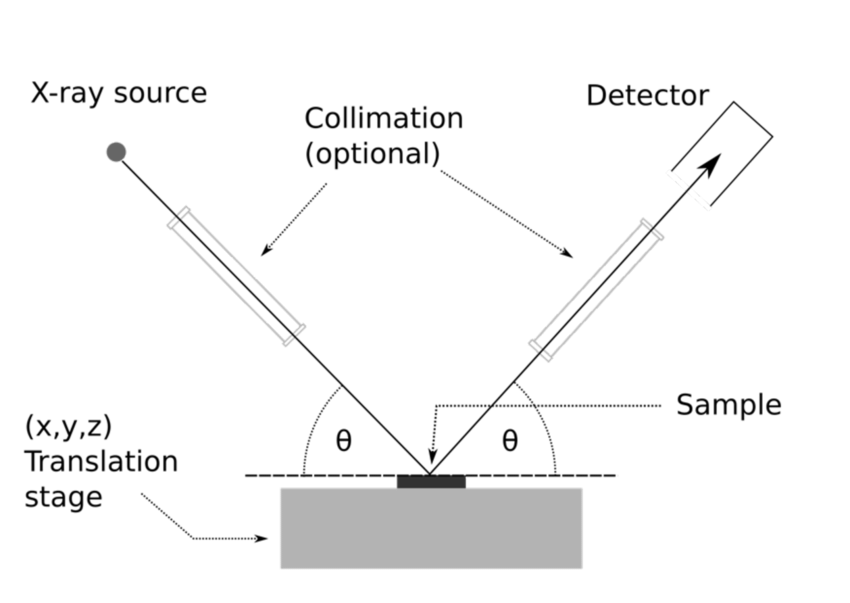 X-ray source
Collimation
(optional)
Detector
θ
θ
Sample
(x,y,z)
Translation
stage